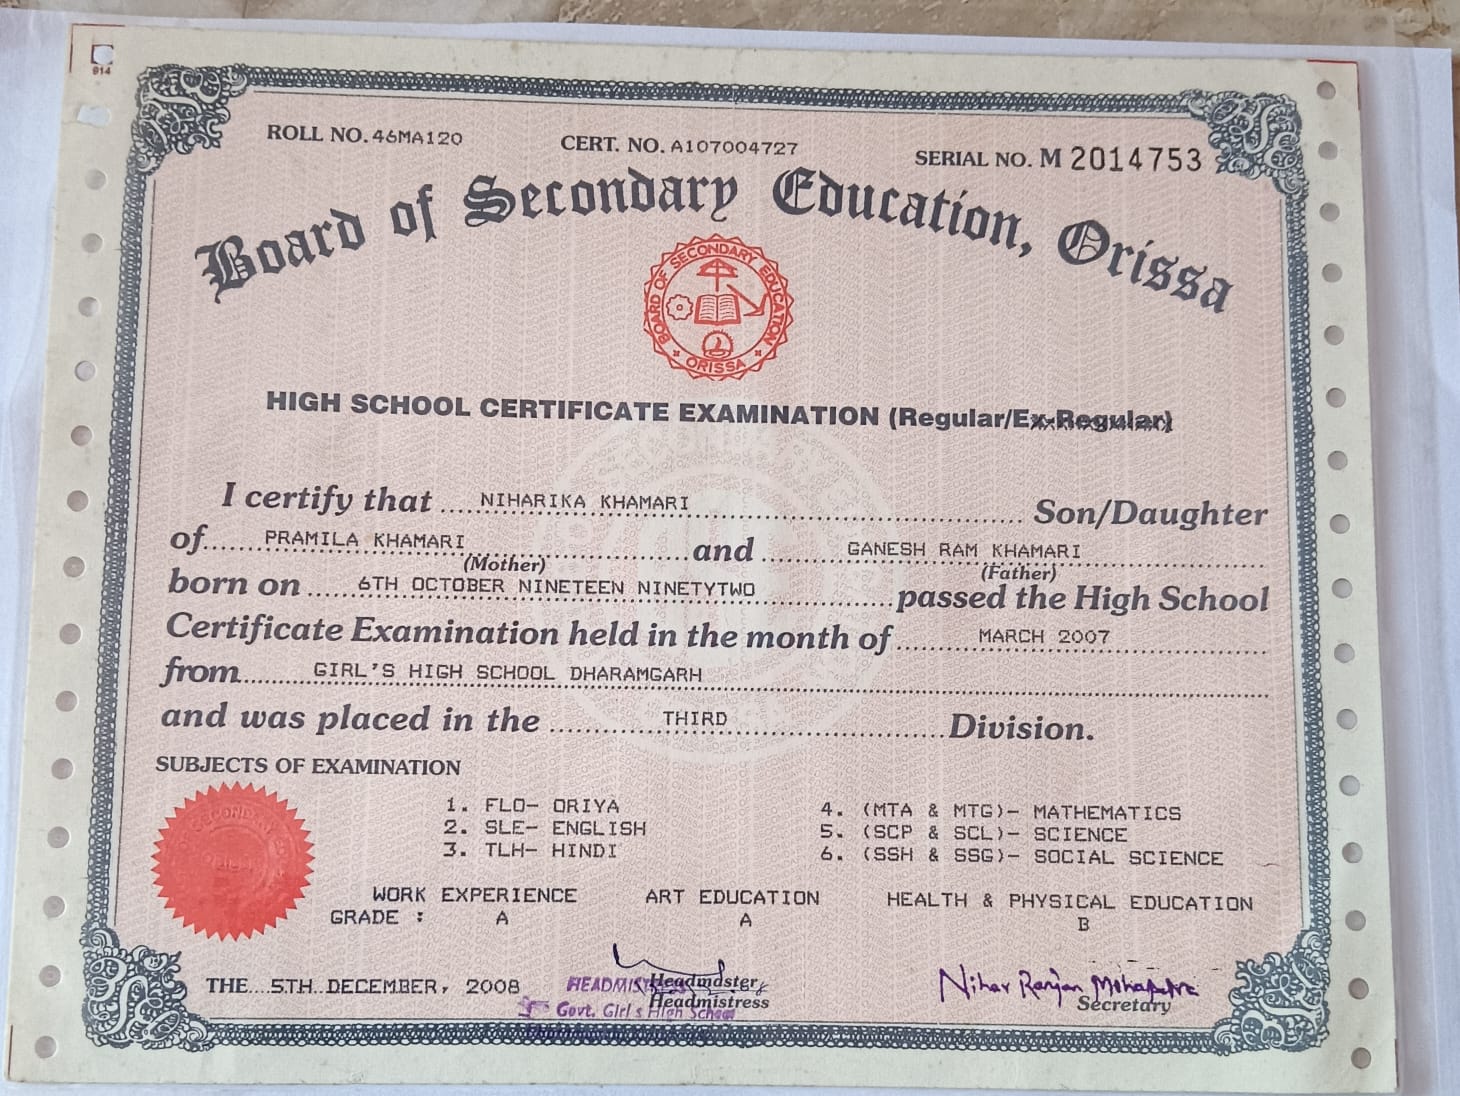 914
ROLL NO. 46MA120 CERT. NO. A107004727 SERIAL NO. M 2014753
Board of Secondary Education, Orissa
BOARD OF SECONDARY EDUCATION
ORISSA
HIGH SCHOOL CERTIFICATE EXAMINATION (Regular/Ex-Regular)
I certify that ....NIHARIKA KHAMARI.... Son/Daughter
of......PRAMILA KHAMARI......and......GANESH RAM KHAMARI......
(Mother) (Father)
born on ......6TH OCTOBER NINETEEN NINETYTWO......passed the High School
Certificate Examination held in the month of......MARCH 2007......
from......GIRL'S HIGH SCHOOL DHARAMGARH......
and was placed in the ......THIRD......Division.
SUBJECTS OF EXAMINATION
1. FLO- ORIYA 4. (MTA & MTG)- MATHEMATICS
2. SLE- ENGLISH 5. (SCP & SCL)- SCIENCE
3. TLH- HINDI 6. (SSH & SSG)- SOCIAL SCIENCE
WORK EXPERIENCE ART EDUCATION HEALTH & PHYSICAL EDUCATION
GRADE : A A B
THE...5TH DECEMBER, 2008
HEADMISTRESS Headmaster
Headmistress
Govt. Girl's High School
Nihar Ranjan Mohapatra
Secretary